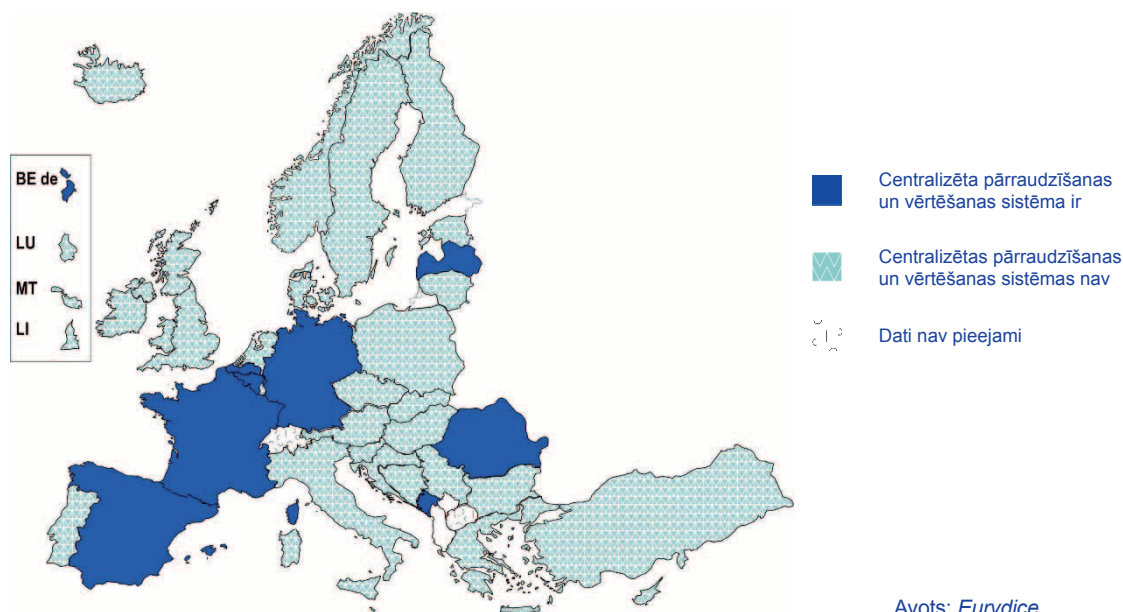 BE de
LU
MT
LI
Centralizēta pārraudzīšanas
un vērtēšanas sistēma ir
Centralizētas pārraudzīšanas
un vērtēšanas sistēmas nav
Dati nav pieejami
Avots: Eurydice